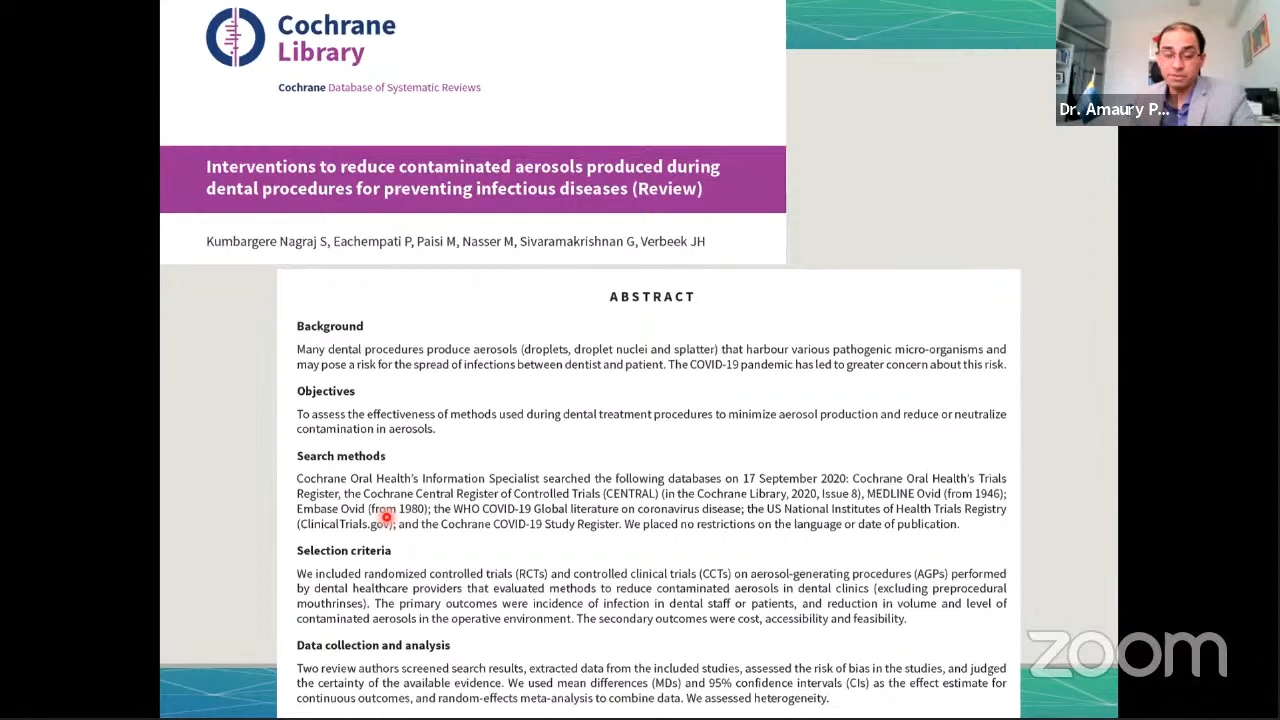 Cochrane
Library
Cochrane Database of Systematic Reviews
Dr. Amaury P...
Interventions to reduce contaminated aerosols produced during
dental procedures for preventing infectious diseases (Review)
Kumbargere Nagraj S, Eachempati P, Paisi M, Nasser M, Sivaramakrishnan G, Verbeek JH
ABSTRACT
Background
Many dental procedures produce aerosols (droplets, droplet nuclei and splatter) that harbour various pathogenic micro-organisms and
may pose a risk for the spread of infections between dentist and patient. The COVID-19 pandemic has led to greater concern about this risk.
Objectives
To assess the effectiveness of methods used during dental treatment procedures to minimize aerosol production and reduce or neutralize
contamination in aerosols.
Search methods
Cochrane Oral Health's Information Specialist searched the following databases on 17 September 2020: Cochrane Oral Health's Trials
Register, the Cochrane Central Register of Controlled Trials (CENTRAL) (in the Cochrane Library, 2020, Issue 8), MEDLINE Ovid (from 1946);
Embase Ovid (from 1980); the WHO COVID-19 Global literature on coronavirus disease; the US National Institutes of Health Trials Registry
(ClinicalTrials.gov); and the Cochrane COVID-19 Study Register. We placed no restrictions on the language or date of publication.
Selection criteria
We included randomized controlled trials (RCTs) and controlled clinical trials (CCTs) on aerosol-generating procedures (AGPs) performed
by dental healthcare providers that evaluated methods to reduce contaminated aerosols in dental clinics (excluding preprocedural
mouthrinses). The primary outcomes were incidence of infection in dental staff or patients, and reduction in volume and level of
contaminated aerosols in the operative environment. The secondary outcomes were cost, accessibility and feasibility.
Data collection and analysis
Two review authors screened search results, extracted data from the included studies, assessed the risk of bias in the studies, and judged
the certainty of the available evidence. We used mean differences (MDs) and 95% confidence intervals (CIs) as the effect estimate for
continuous outcomes, and random-effects meta-analysis to combine data. We assessed heterogeneity.
zoom